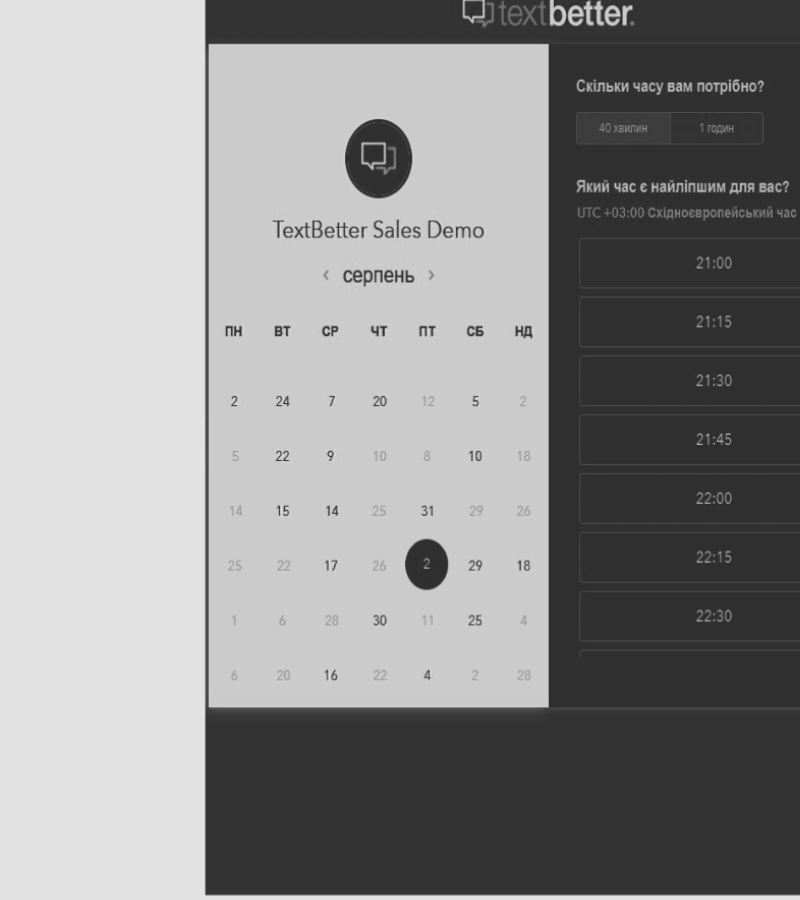 textbetter.
TextBetter Sales Demo
‹ серпень ›
ПН ВТ СР ЧТ ПТ СБ НД
2 24 7 20 12 5 2
5 22 9 10 8 10 18
14 15 14 25 31 29 26
25 22 17 26 2 29 18
1 6 28 30 11 25 4
6 20 16 22 4 2 28
Скільки часу вам потрібно?
40 хвилин 1 годин
Який час є найліпшим для вас?
UTC +03:00 Східноєвропейський час
21:00
21:15
21:30
21:45
22:00
22:15
22:30